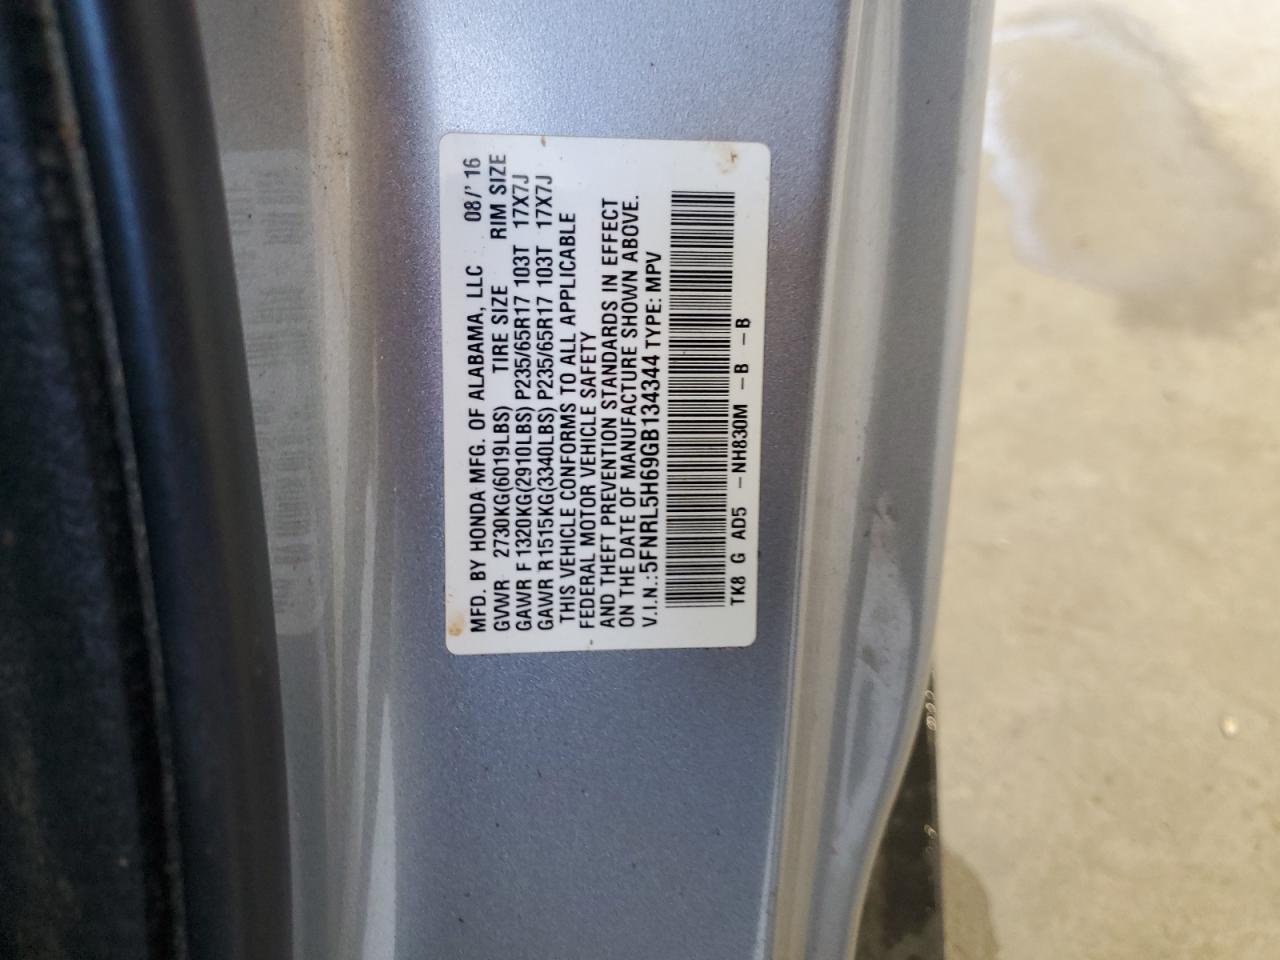 MFD. BY HONDA MFG. OF ALABAMA, LLC 08/' 16
GVWR 2730KG(6019LBS) TIRE SIZE RIM SIZE
GAWR F 1320KG(2910LBS) P235/65R17 103T 17X7J
GAWR R1515KG(3340LBS) P235/65R17 103T 17X7J
THIS VEHICLE CONFORMS TO ALL APPLICABLE
FEDERAL MOTOR VEHICLE SAFETY
AND THEFT PREVENTION STANDARDS IN EFFECT
ON THE DATE OF MANUFACTURE SHOWN ABOVE.
V.I.N.:5FNRL5H69GB134344 TYPE: MPV
TK8 G AD5 -NH830M -B -B